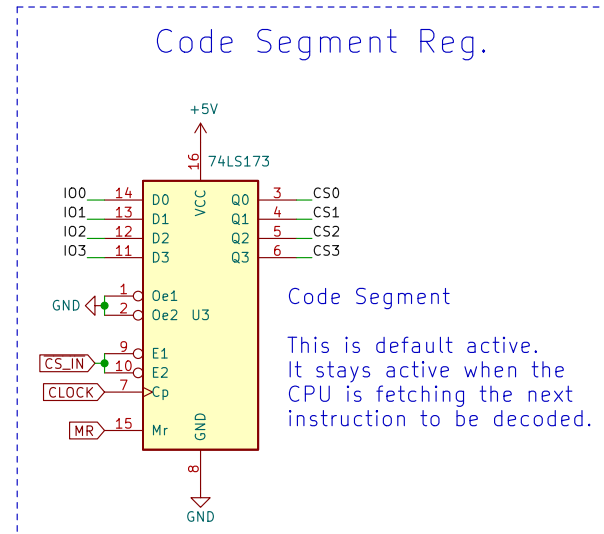 Code Segment Reg.
+5V
16
74LS173
VCC
IO0 14 D0 Q0 3 CS0
IO1 13 D1 Q1 4 CS1
IO2 12 D2 Q2 5 CS2
IO3 11 D3 Q3 6 CS3
1 Oe1
GND
2 Oe2 U3
Code Segment
9 E1
CS_IN
10 E2
CLOCK 7 Cp
This is default active.
It stays active when the
CPU is fetching the next
instruction to be decoded.
MR 15 Mr
GND
8
GND